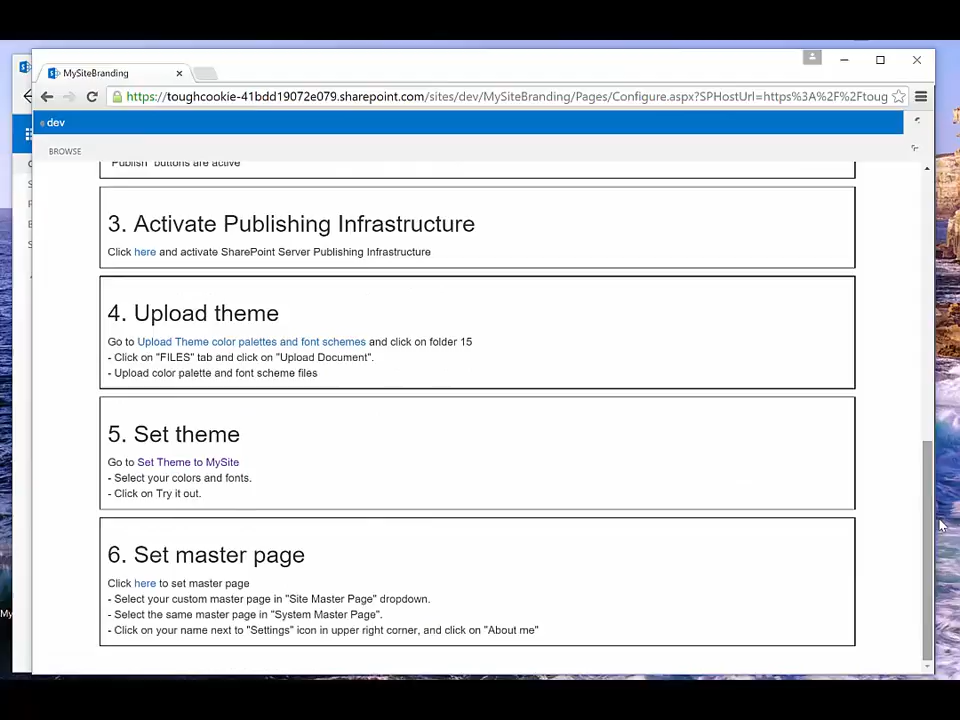 MySiteBranding
https://toughcookie-41bdd19072e079.sharepoint.com/sites/dev/MySiteBranding/Pages/Configure.aspx?SPHostUrl=https%3A%2F%2Ftoug
dev
BROWSE
"Publish" buttons are active
3. Activate Publishing Infrastructure
Click here and activate SharePoint Server Publishing Infrastructure
4. Upload theme
Go to Upload Theme color palettes and font schemes and click on folder 15
- Click on "FILES" tab and click on "Upload Document".
- Upload color palette and font scheme files
5. Set theme
Go to Set Theme to MySite
- Select your colors and fonts.
- Click on Try it out.
6. Set master page
Click here to set master page
- Select your custom master page in "Site Master Page" dropdown.
- Select the same master page in "System Master Page".
- Click on your name next to "Settings" icon in upper right corner, and click on "About me"
My